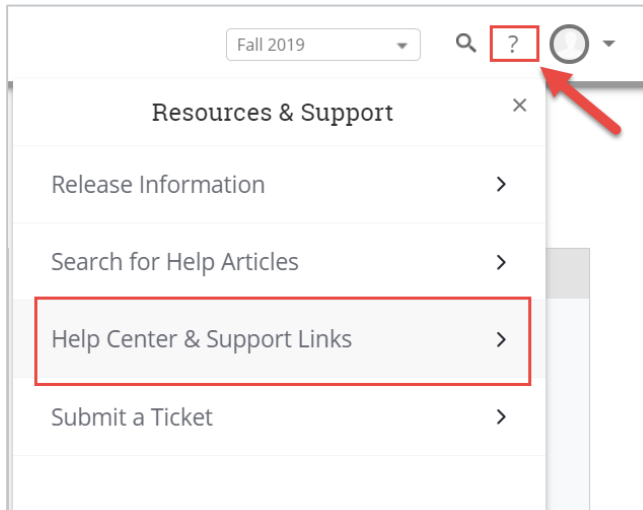 Fall 2019
?
Resources & Support
Release Information
Search for Help Articles
Help Center & Support Links
Submit a Ticket